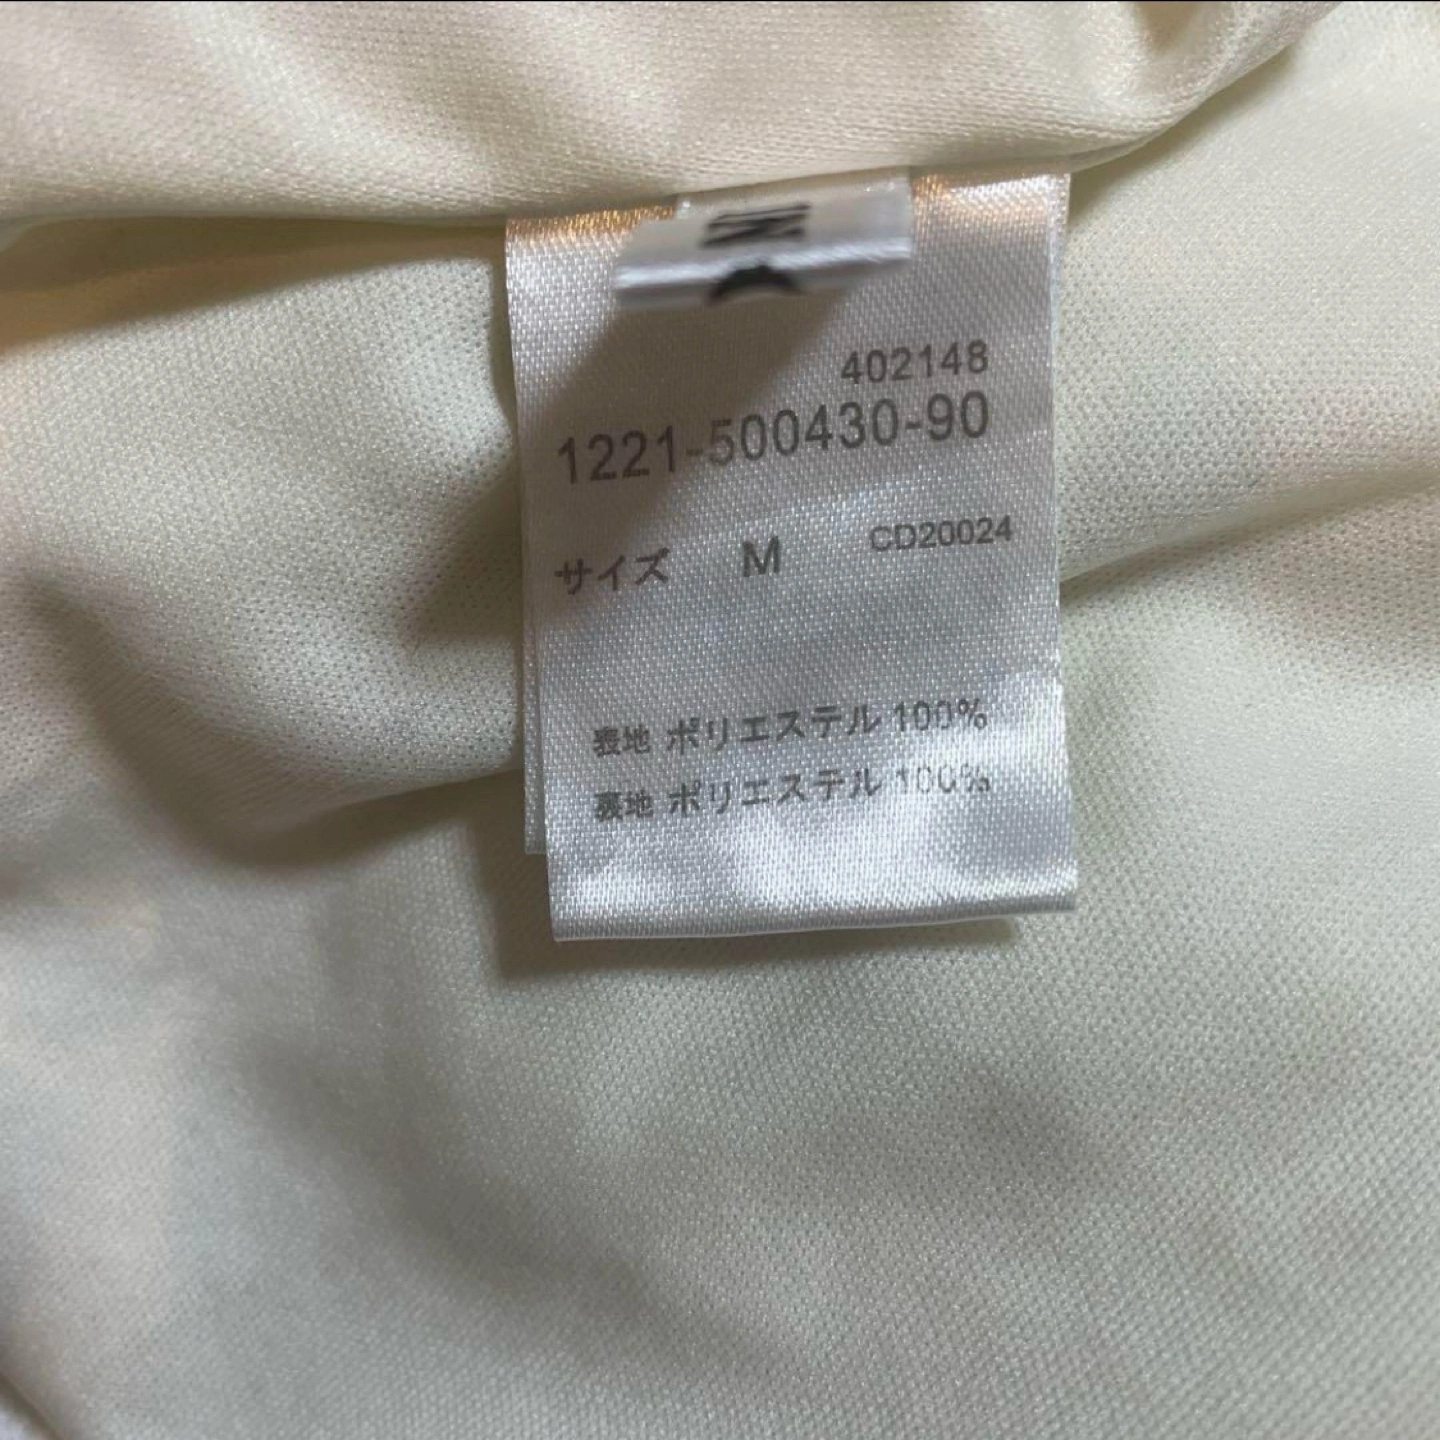 402148
1221-500430-90
サイズ M CD20024
表地 ポリエステル 100%
裏地 ポリエステル 100%